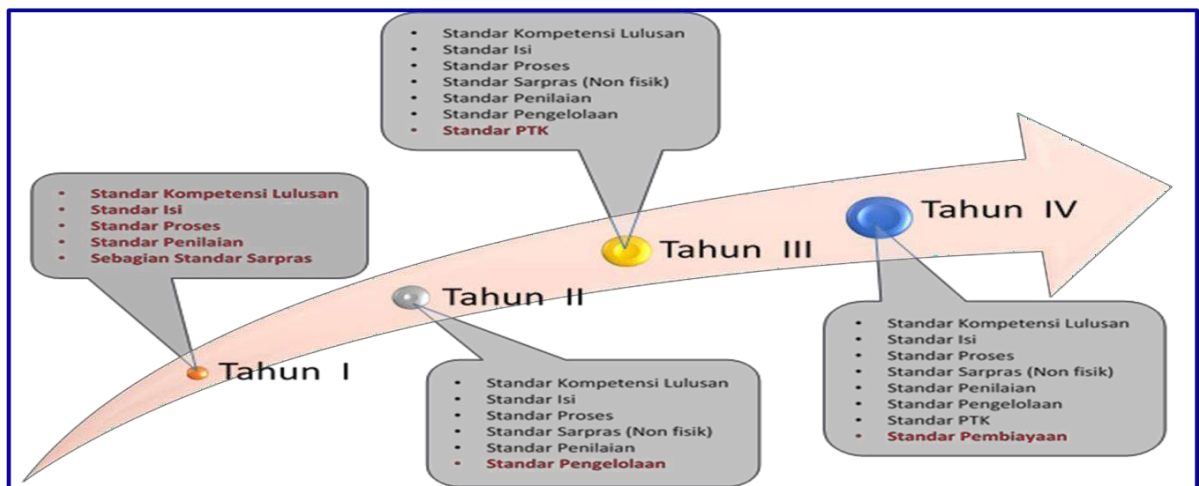 Tahun I
• Standar Kompetensi Lulusan
• Standar Isi
• Standar Proses
• Standar Penilaian
• Sebagian Standar Sarpras
Tahun II
• Standar Kompetensi Lulusan
• Standar Isi
• Standar Proses
• Standar Sarpras (Non fisik)
• Standar Penilaian
• Standar Pengelolaan
Tahun III
• Standar Kompetensi Lulusan
• Standar Isi
• Standar Proses
• Standar Sarpras (Non fisik)
• Standar Penilaian
• Standar Pengelolaan
• Standar PTK
Tahun IV
• Standar Kompetensi Lulusan
• Standar Isi
• Standar Proses
• Standar Sarpras (Non fisik)
• Standar Penilaian
• Standar Pengelolaan
• Standar PTK
• Standar Pembiayaan